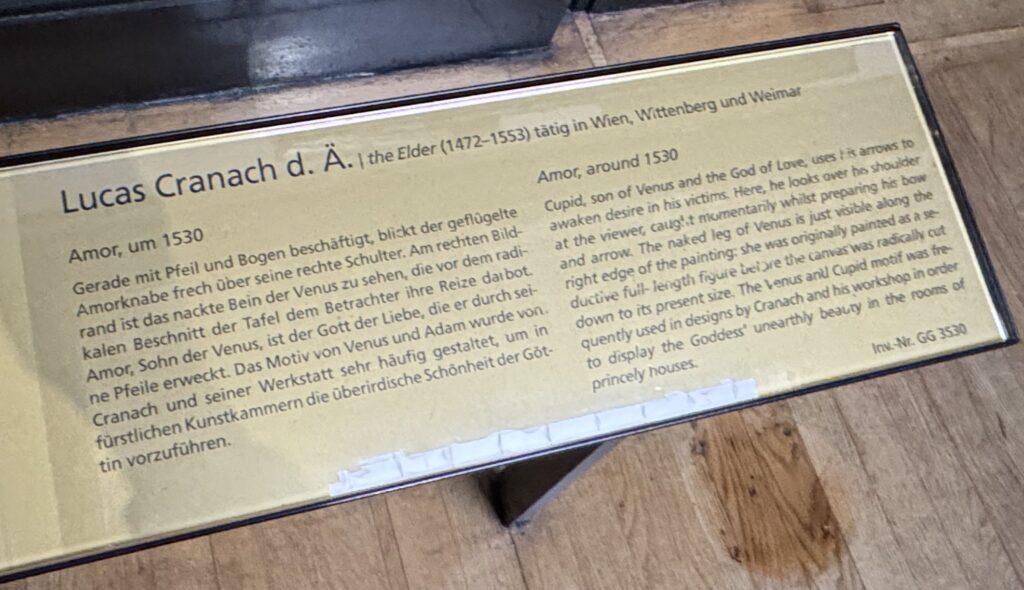 Lucas Cranach d. Ä. | the Elder (1472–1553) tätig in Wien, Wittenberg und Weimar
Amor, um 1530
Gerade mit Pfeil und Bogen beschäftigt, blickt der geflügelte
Amorknabe frech über seine rechte Schulter. Am rechten Bild-
rand ist das nackte Bein der Venus zu sehen, die vor dem radi-
kalen Beschnitt der Tafel dem Betrachter ihre Reize darbot.
Amor, Sohn der Venus, ist der Gott der Liebe, die er durch sei-
ne Pfeile erweckt. Das Motiv von Venus und Adam wurde von
Cranach und seiner Werkstatt sehr häufig gestaltet, um in
fürstlichen Kunstkammern die überirdische Schönheit der Göt-
tin vorzuführen.
Amor, around 1530
Cupid, son of Venus and the God of Love, uses his arrows to
awaken desire in his victims. Here, he looks over his shoulder
at the viewer, caught momentarily whilst preparing his bow
and arrow. The naked leg of Venus is just visible along the
right edge of the painting: she was originally painted as a se-
ductive full- length figure before the canvas was radically cut
down to its present size. The Venus and Cupid motif was fre-
quently used in designs by Cranach and his workshop in order
to display the Goddess' unearthly beauty in the rooms of
princely houses.
Inv.-Nr. GG 3530